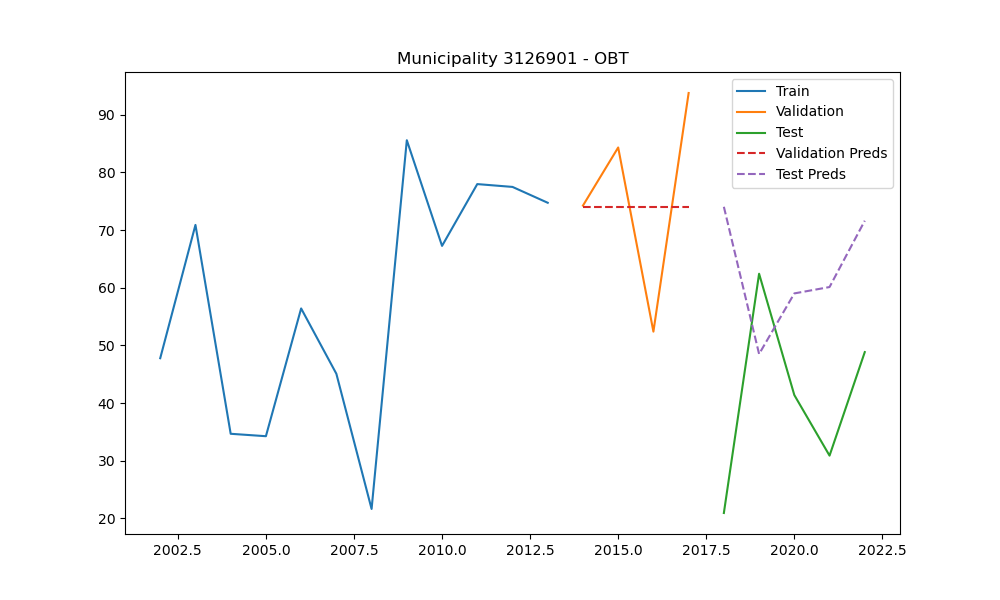 Municipality 3126901 - OBT
Train
Validation
Test
Validation Preds
Test Preds
90
80
70
60
50
40
30
20
2002.5 2005.0 2007.5 2010.0 2012.5 2015.0 2017.5 2020.0 2022.5